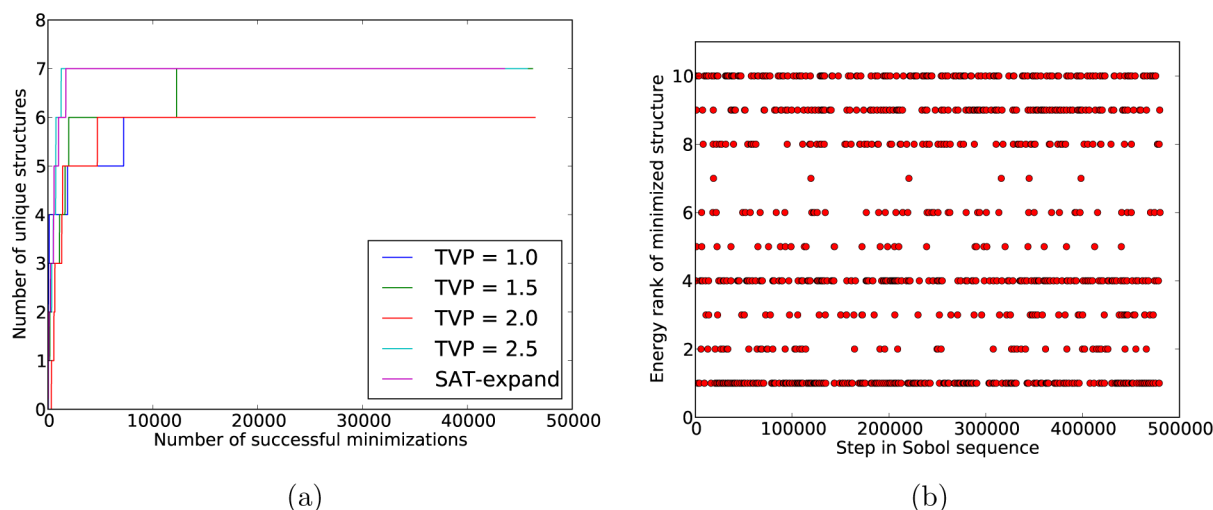 8
7
6
5
4
3
2
1
0
Number of unique structures
0 10000 20000 30000 40000 50000
Number of successful minimizations
TVP = 1.0
TVP = 1.5
TVP = 2.0
TVP = 2.5
SAT-expand
(a)
10
8
6
4
2
0
Energy rank of minimized structure
0 100000 200000 300000 400000 500000
Step in Sobol sequence
(b)